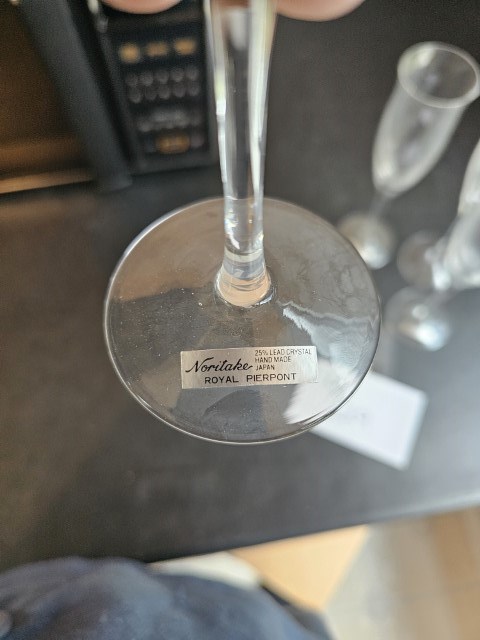 Noritake
25% LEAD CRYSTAL
HAND MADE
JAPAN
ROYAL PIERPONT